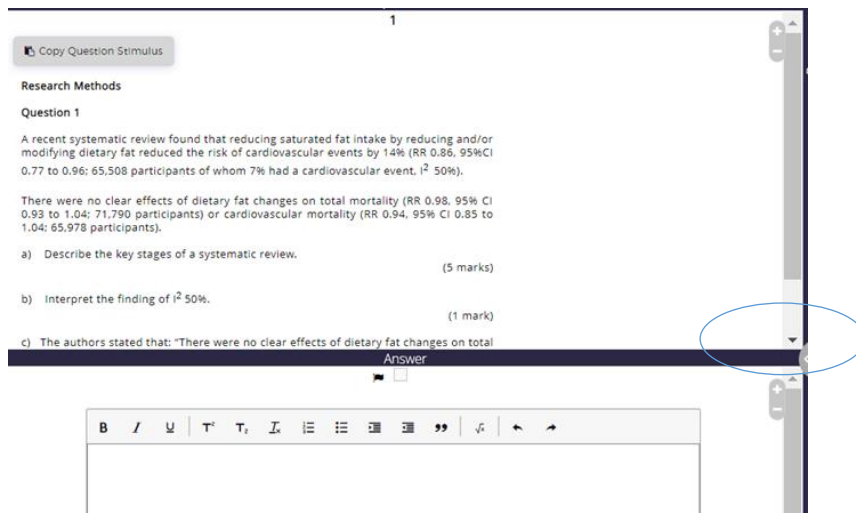 1
Copy Question Stimulus
Research Methods
Question 1
A recent systematic review found that reducing saturated fat intake by reducing and/or
modifying dietary fat reduced the risk of cardiovascular events by 14% (RR 0.86, 95%CI
0.77 to 0.96; 65,508 participants of whom 7% had a cardiovascular event, I² 50%).
There were no clear effects of dietary fat changes on total mortality (RR 0.98, 95% CI
0.93 to 1.04; 71,790 participants) or cardiovascular mortality (RR 0.94, 95% CI 0.85 to
1.04; 65,978 participants).
a) Describe the key stages of a systematic review.
(5 marks)
b) Interpret the finding of I² 50%.
(1 mark)
c) The authors stated that: "There were no clear effects of dietary fat changes on total
Answer
B I U T² T₂ Tx